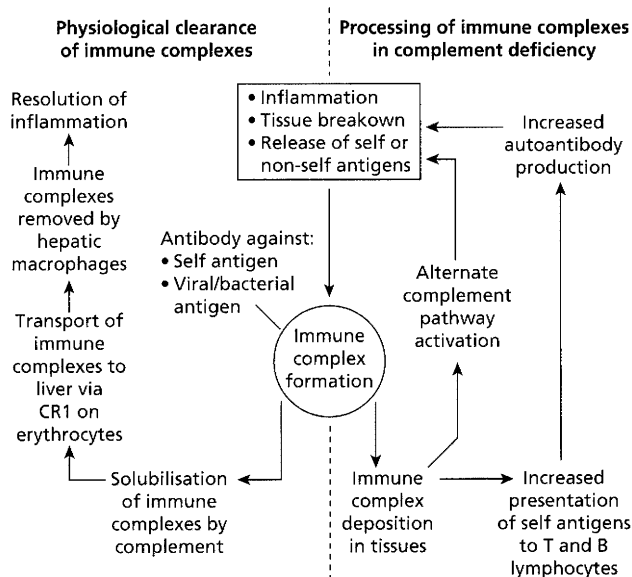 Physiological clearance
of immune complexes
Processing of immune complexes
in complement deficiency
• Inflammation
• Tissue breakown
• Release of self or
non-self antigens
Resolution of
inflammation
Immune
complexes
removed by
hepatic
macrophages
Transport of
immune
complexes to
liver via
CR1 on
erythrocytes
Solubilisation
of immune
complexes by
complement
Antibody against:
• Self antigen
• Viral/bacterial
antigen
Immune
complex
formation
Immune
complex
deposition
in tissues
Alternate
complement
pathway
activation
Increased
autoantibody
production
Increased
presentation
of self antigens
to T and B
lymphocytes